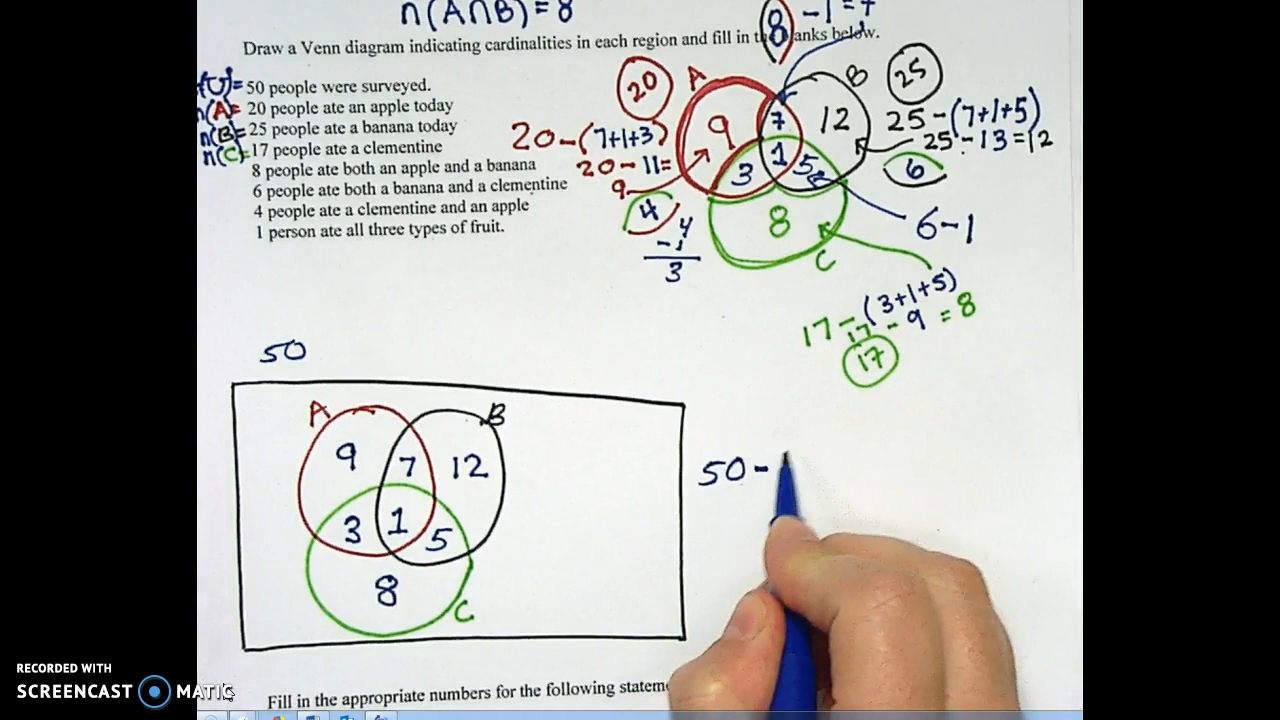 n(A∩B) = 8
Draw a Venn diagram indicating cardinalities in each region and fill in the blanks below.
8 - 1 = 7
n(U)= 50 people were surveyed.
n(A)= 20 people ate an apple today
n(B)= 25 people ate a banana today
n(C)= 17 people ate a clementine
8 people ate both an apple and a banana
6 people ate both a banana and a clementine
4 people ate a clementine and an apple
1 person ate all three types of fruit.
20
A
B
25
20-(7+1+3)
20-11=
9
9
7
12
3
1
5
8
C
25-(7+1+5)
25-13=12
6
4
4
-1
3
6-1
17-(3+1+5)
17-9=8
17
50
A
B
9
7
12
3
1
5
8
C
50-
RECORDED WITH
SCREENCAST MATIC
Fill in the appropriate numbers for the following